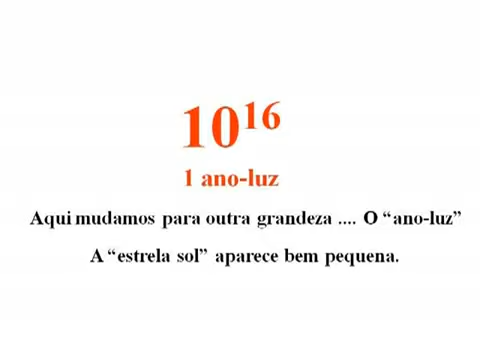 10¹⁶
1 ano-luz
Aqui mudamos para outra grandeza .... O “ano-luz”
A “estrela sol” aparece bem pequena.